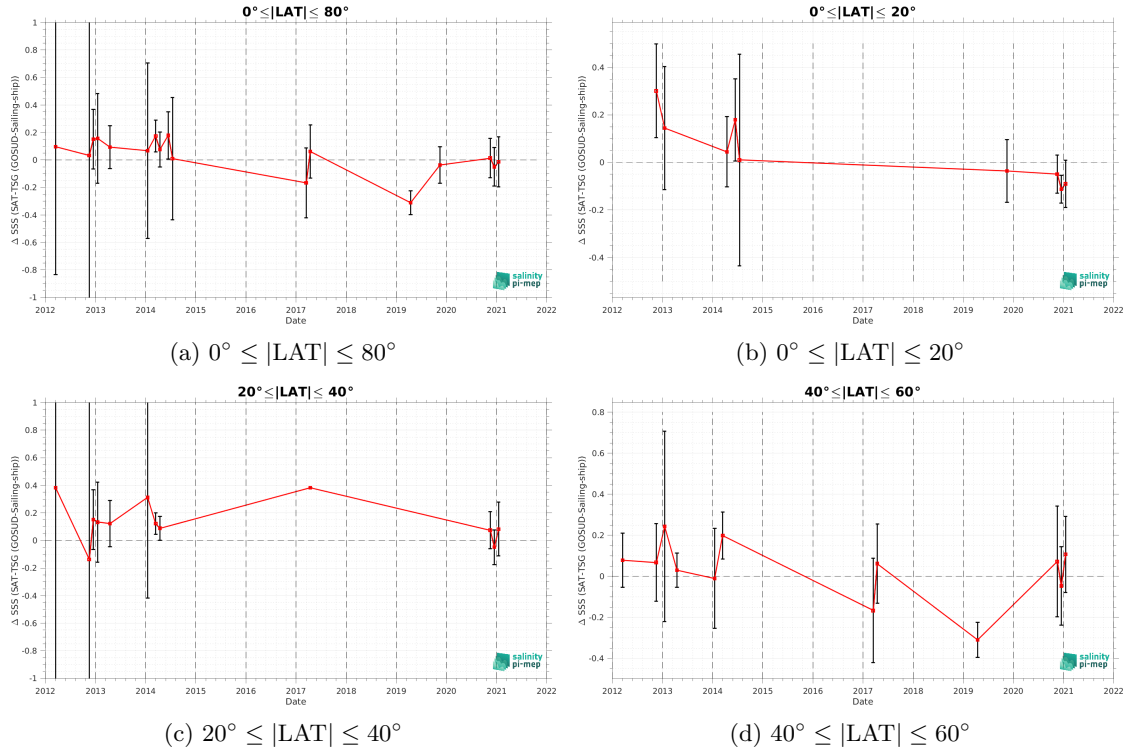 0°≤|LAT|≤ 80°
Δ SSS (SAT-TSG (GOSUD-Sailing-ship))
1
0.8
0.6
0.4
0.2
0
-0.2
-0.4
-0.6
-0.8
-1
2012 2013 2014 2015 2016 2017 2018 2019 2020 2021 2022
Date
salinity
pi-mep
(a) 0° ≤ |LAT| ≤ 80°
0°≤|LAT|≤ 20°
Δ SSS (SAT-TSG (GOSUD-Sailing-ship))
0.4
0.2
0
-0.2
-0.4
2012 2013 2014 2015 2016 2017 2018 2019 2020 2021 2022
Date
salinity
pi-mep
(b) 0° ≤ |LAT| ≤ 20°
20°≤|LAT|≤ 40°
Δ SSS (SAT-TSG (GOSUD-Sailing-ship))
1
0.8
0.6
0.4
0.2
0
-0.2
-0.4
-0.6
-0.8
-1
2012 2013 2014 2015 2016 2017 2018 2019 2020 2021 2022
Date
salinity
pi-mep
(c) 20° ≤ |LAT| ≤ 40°
40°≤|LAT|≤ 60°
Δ SSS (SAT-TSG (GOSUD-Sailing-ship))
0.8
0.6
0.4
0.2
0
-0.2
-0.4
2012 2013 2014 2015 2016 2017 2018 2019 2020 2021 2022
Date
salinity
pi-mep
(d) 40° ≤ |LAT| ≤ 60°